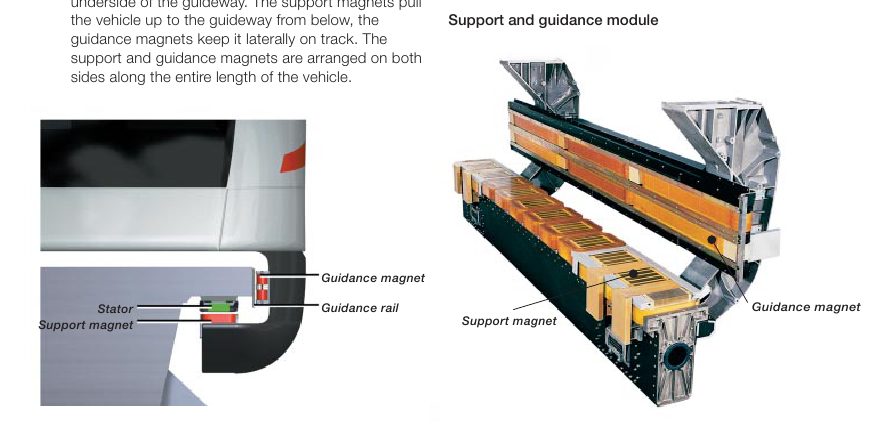 underside of the guideway. The support magnets pull
the vehicle up to the guideway from below, the
guidance magnets keep it laterally on track. The
support and guidance magnets are arranged on both
sides along the entire length of the vehicle.
Support and guidance module
Guidance magnet
Stator
Guidance rail
Support magnet
Support magnet
Guidance magnet